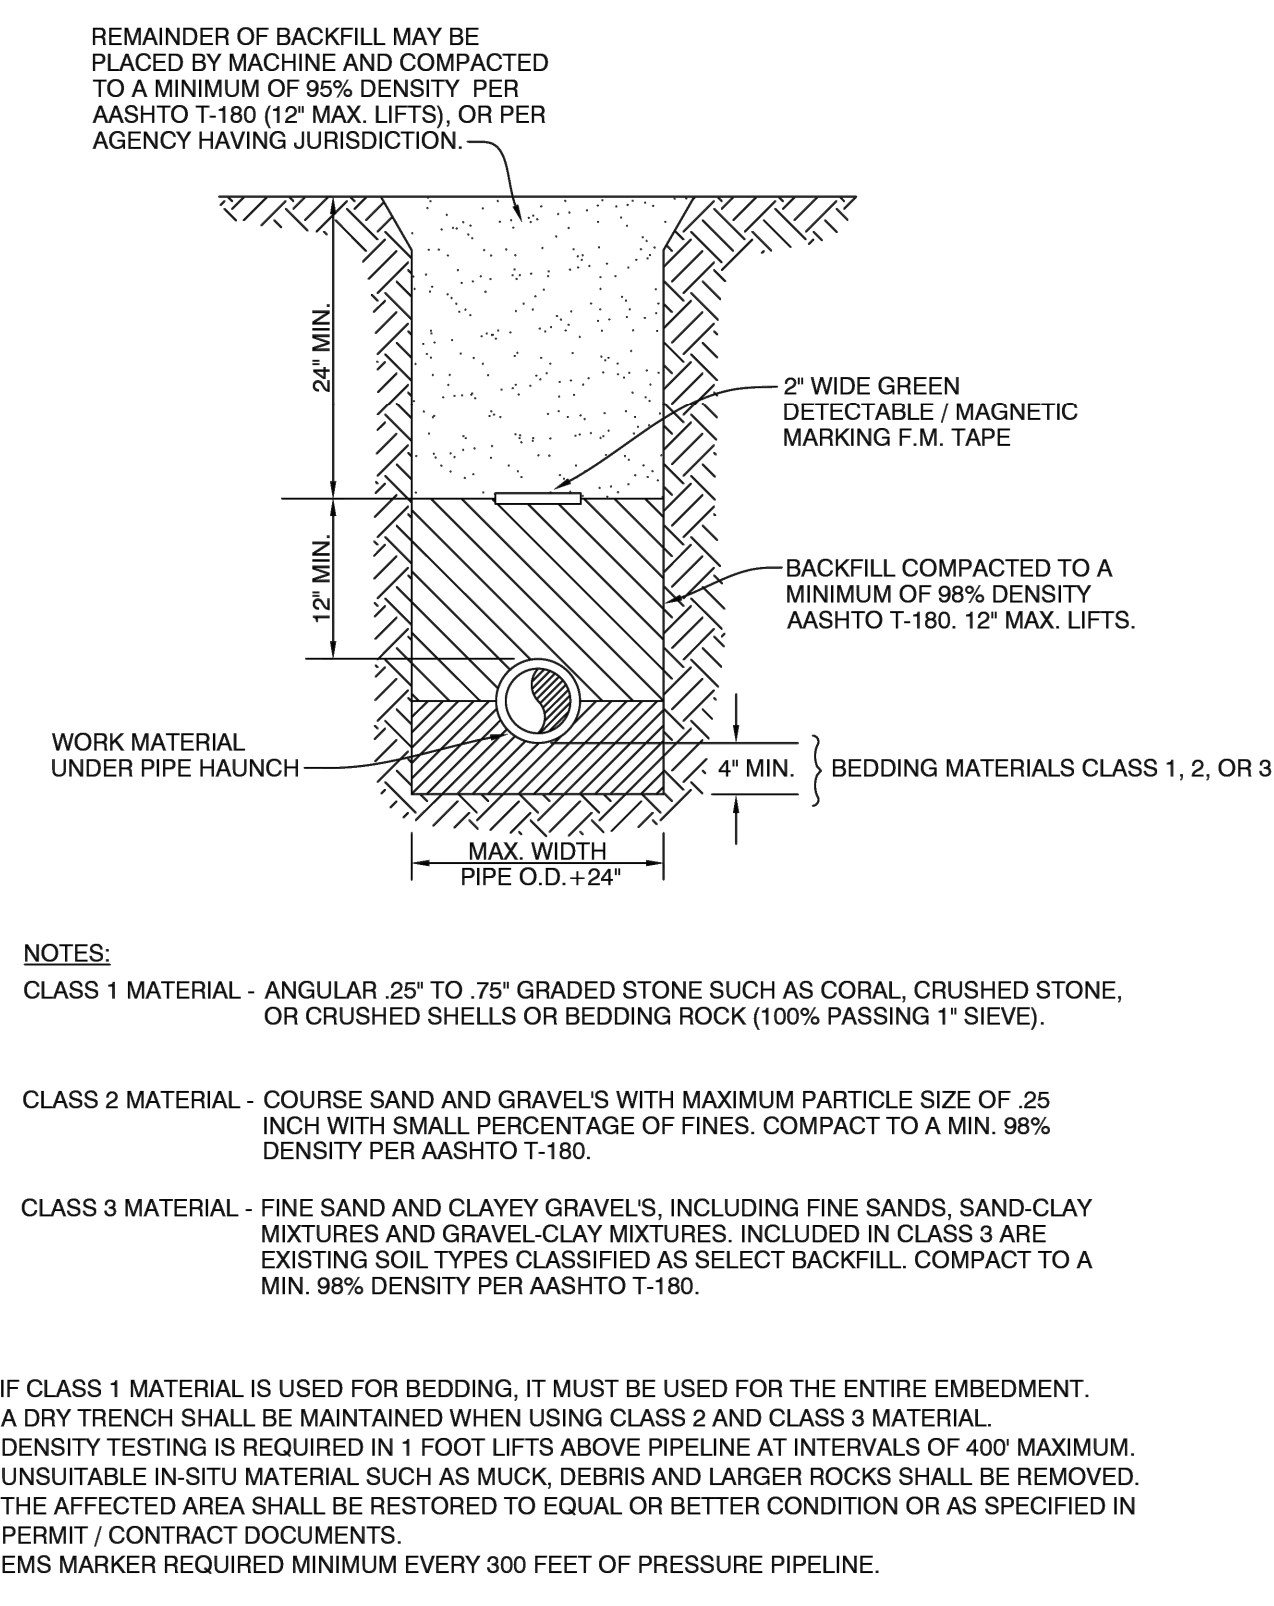 REMAINDER OF BACKFILL MAY BE
PLACED BY MACHINE AND COMPACTED
TO A MINIMUM OF 95% DENSITY PER
AASHTO T-180 (12" MAX. LIFTS), OR PER
AGENCY HAVING JURISDICTION.
24" MIN.
2" WIDE GREEN
DETECTABLE / MAGNETIC
MARKING F.M. TAPE
12" MIN.
BACKFILL COMPACTED TO A
MINIMUM OF 98% DENSITY
AASHTO T-180. 12" MAX. LIFTS.
WORK MATERIAL
UNDER PIPE HAUNCH
4" MIN.
BEDDING MATERIALS CLASS 1, 2, OR 3
MAX. WIDTH
PIPE O.D.+24"
NOTES:
CLASS 1 MATERIAL - ANGULAR .25" TO .75" GRADED STONE SUCH AS CORAL, CRUSHED STONE,
OR CRUSHED SHELLS OR BEDDING ROCK (100% PASSING 1" SIEVE).
CLASS 2 MATERIAL - COURSE SAND AND GRAVEL'S WITH MAXIMUM PARTICLE SIZE OF .25
INCH WITH SMALL PERCENTAGE OF FINES. COMPACT TO A MIN. 98%
DENSITY PER AASHTO T-180.
CLASS 3 MATERIAL - FINE SAND AND CLAYEY GRAVEL'S, INCLUDING FINE SANDS, SAND-CLAY
MIXTURES AND GRAVEL-CLAY MIXTURES. INCLUDED IN CLASS 3 ARE
EXISTING SOIL TYPES CLASSIFIED AS SELECT BACKFILL. COMPACT TO A
MIN. 98% DENSITY PER AASHTO T-180.
IF CLASS 1 MATERIAL IS USED FOR BEDDING, IT MUST BE USED FOR THE ENTIRE EMBEDMENT.
A DRY TRENCH SHALL BE MAINTAINED WHEN USING CLASS 2 AND CLASS 3 MATERIAL.
DENSITY TESTING IS REQUIRED IN 1 FOOT LIFTS ABOVE PIPELINE AT INTERVALS OF 400' MAXIMUM.
UNSUITABLE IN-SITU MATERIAL SUCH AS MUCK, DEBRIS AND LARGER ROCKS SHALL BE REMOVED.
THE AFFECTED AREA SHALL BE RESTORED TO EQUAL OR BETTER CONDITION OR AS SPECIFIED IN
PERMIT / CONTRACT DOCUMENTS.
EMS MARKER REQUIRED MINIMUM EVERY 300 FEET OF PRESSURE PIPELINE.